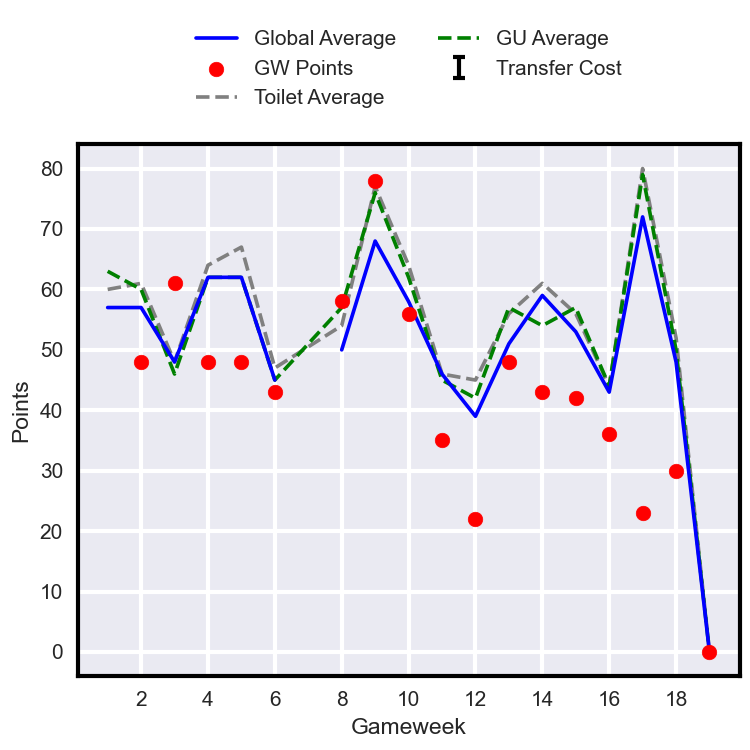 Global Average
GW Points
Toilet Average
GU Average
Transfer Cost
80
70
60
50
40
30
20
10
0
Points
2 4 6 8 10 12 14 16 18
Gameweek